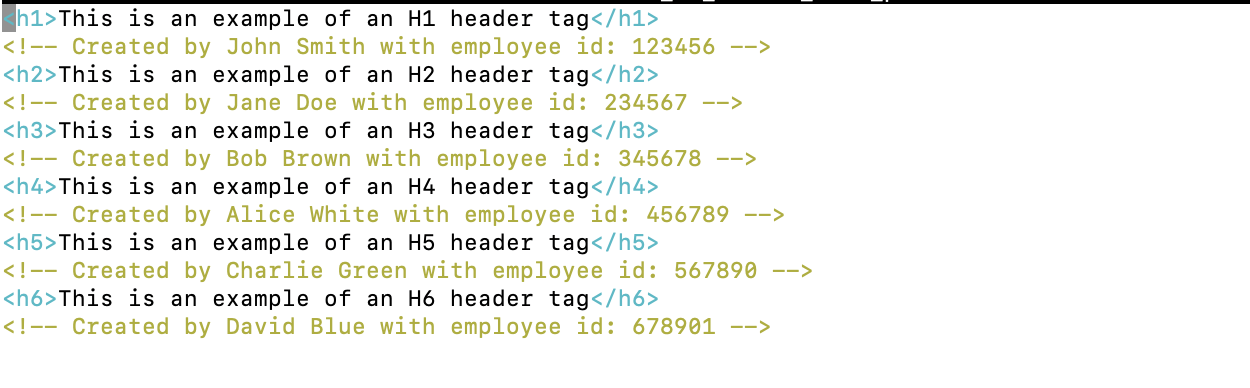 <h1>This is an example of an H1 header tag</h1>
<!-- Created by John Smith with employee id: 123456 -->
<h2>This is an example of an H2 header tag</h2>
<!-- Created by Jane Doe with employee id: 234567 -->
<h3>This is an example of an H3 header tag</h3>
<!-- Created by Bob Brown with employee id: 345678 -->
<h4>This is an example of an H4 header tag</h4>
<!-- Created by Alice White with employee id: 456789 -->
<h5>This is an example of an H5 header tag</h5>
<!-- Created by Charlie Green with employee id: 567890 -->
<h6>This is an example of an H6 header tag</h6>
<!-- Created by David Blue with employee id: 678901 -->